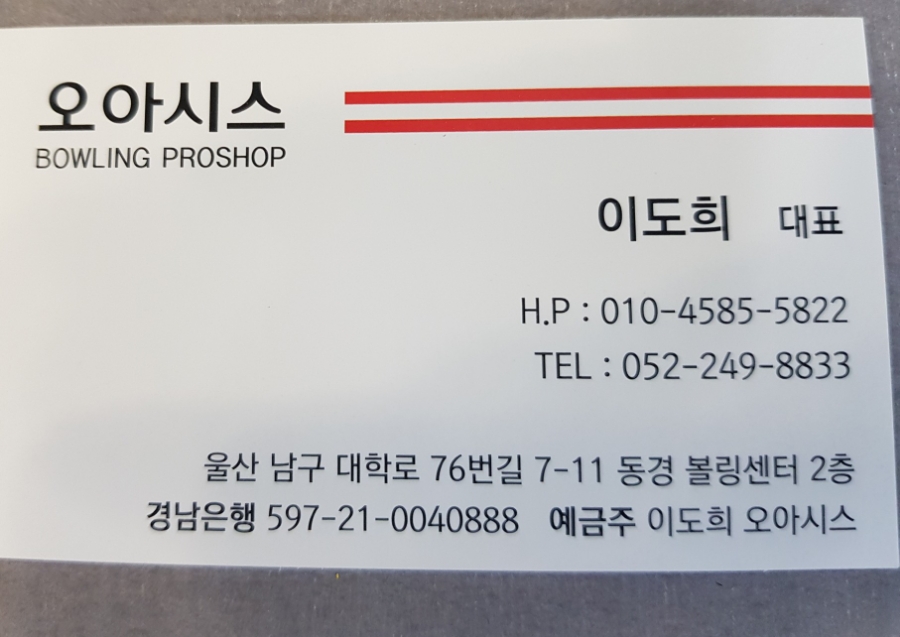 오아시스
BOWLING PROSHOP
이도희 대표
H.P : 010-4585-5822
TEL : 052-249-8833
울산 남구 대학로 76번길 7-11 동경 볼링센터 2층
경남은행 597-21-0040888 예금주 이도희 오아시스